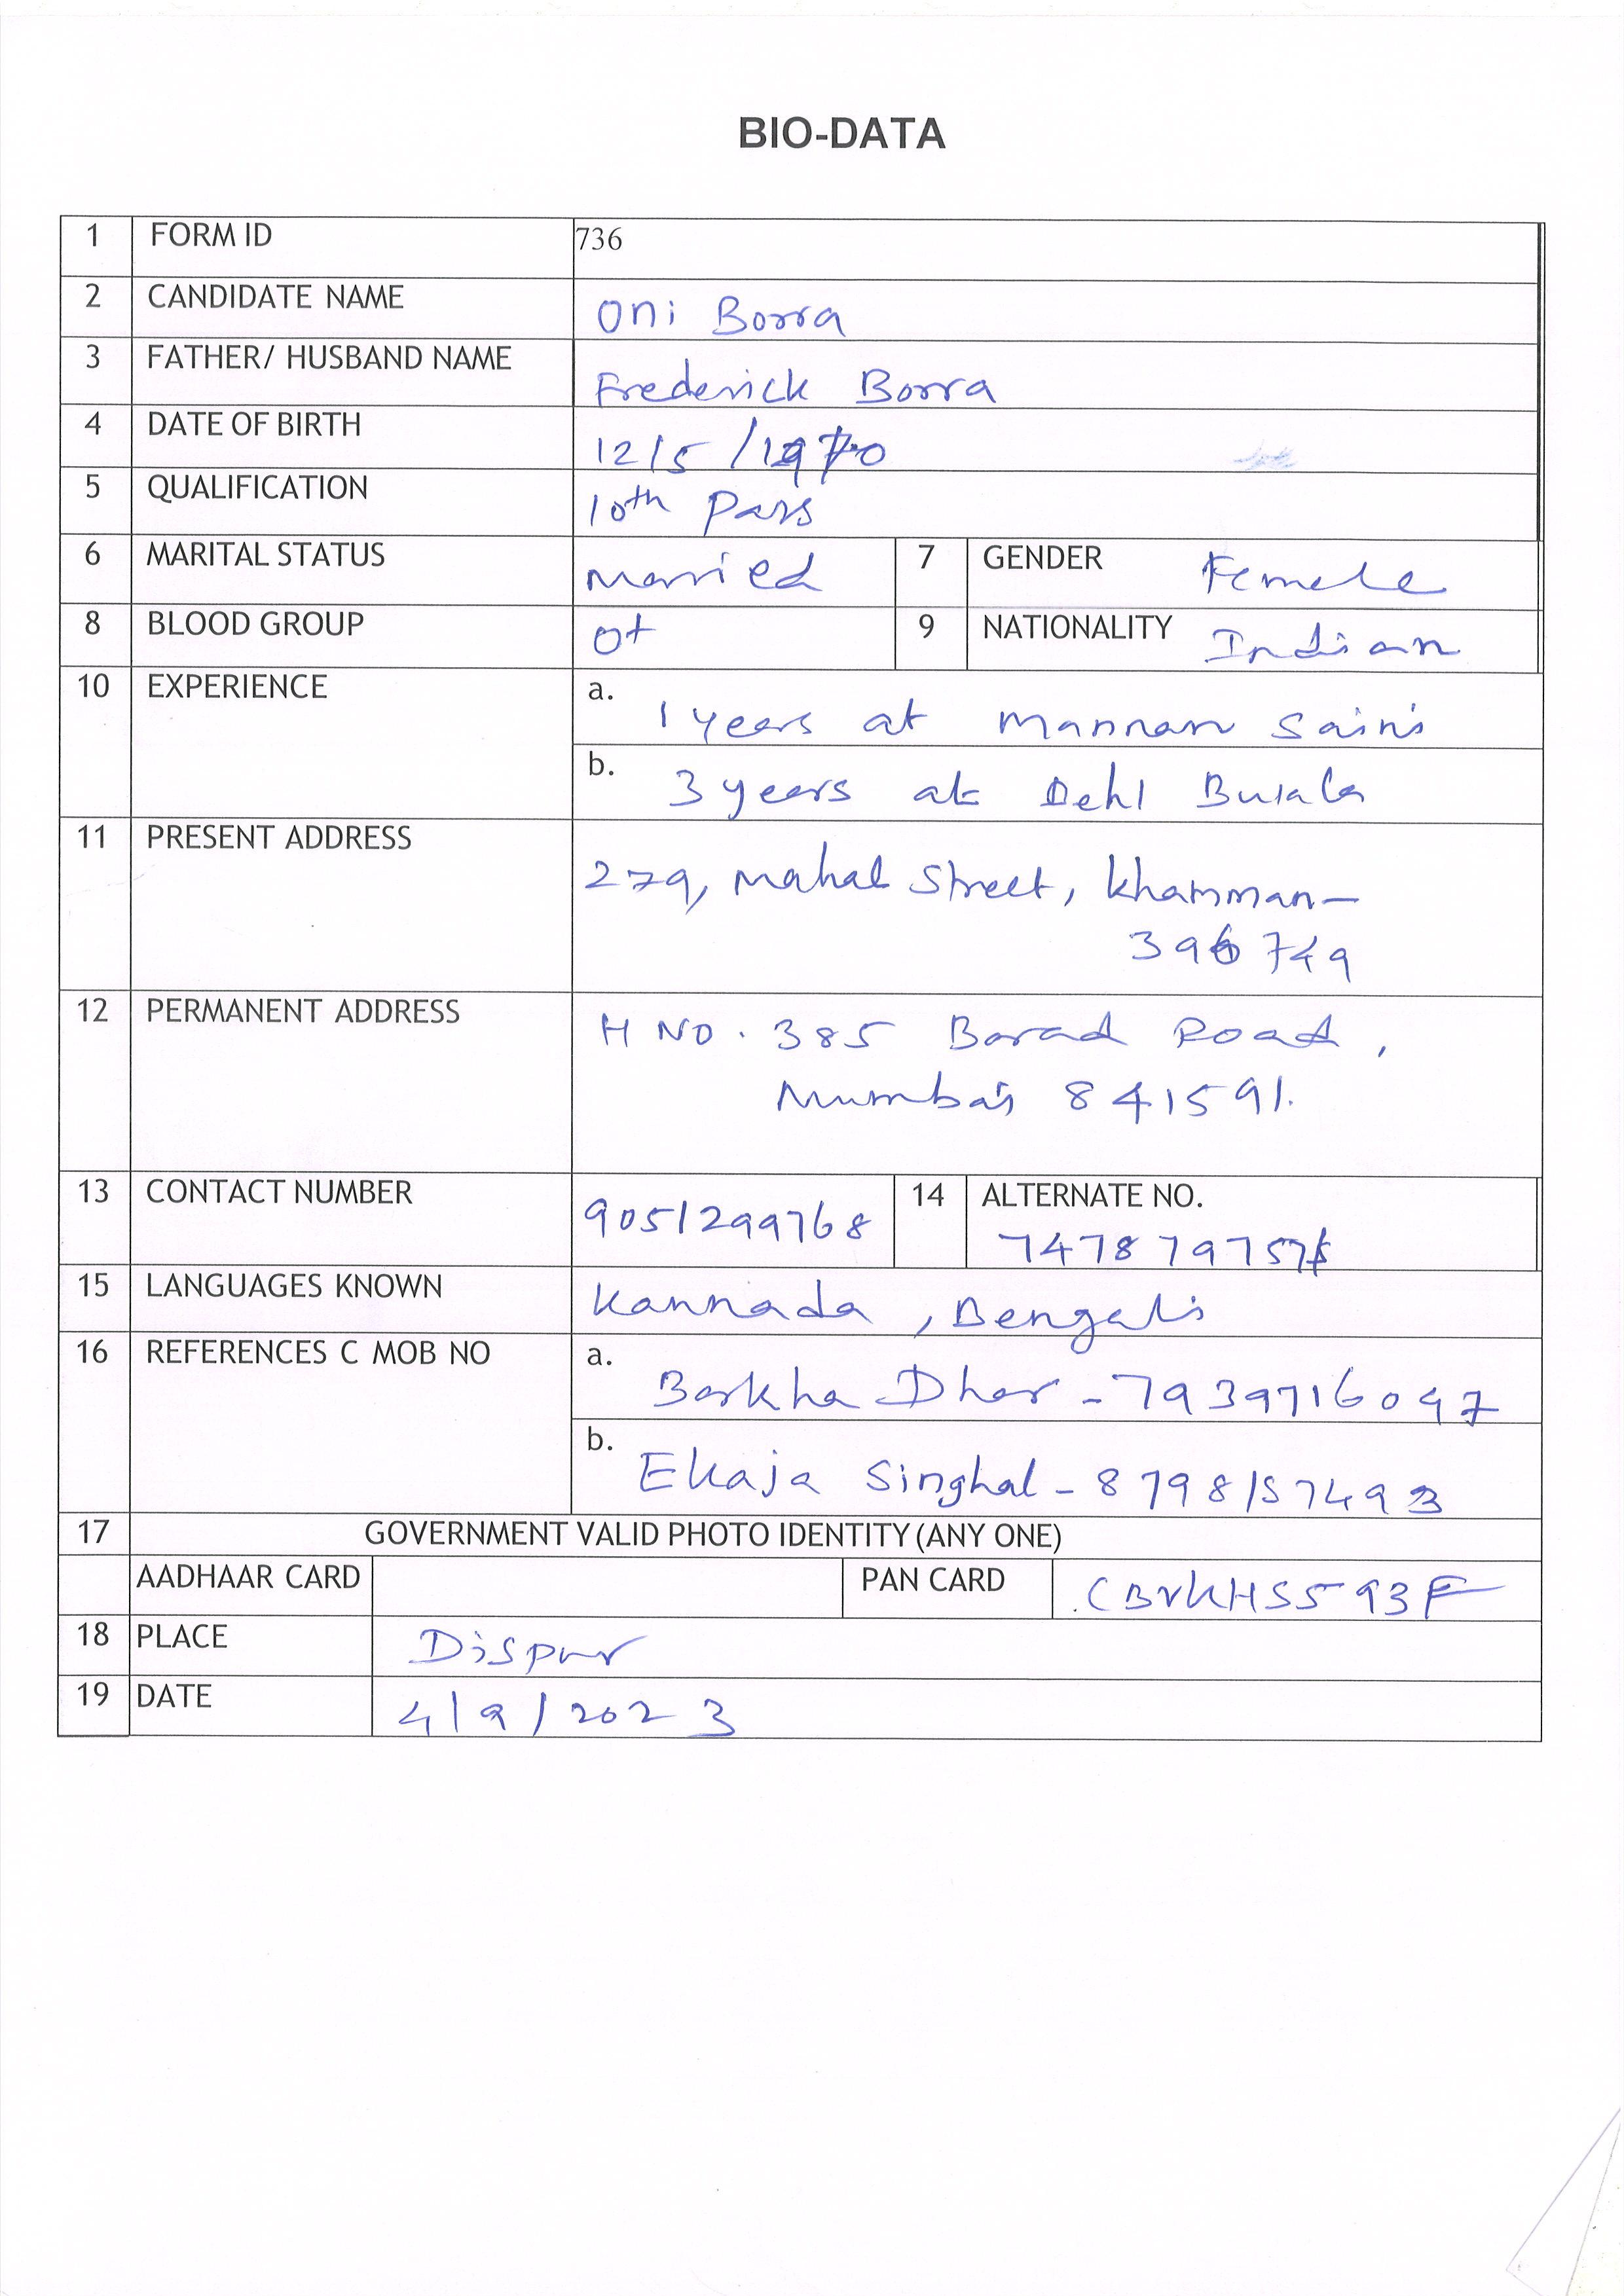 BIO-DATA
1 FORM ID 736
2 CANDIDATE NAME Oni Borra
3 FATHER/ HUSBAND NAME Frederick Borra
4 DATE OF BIRTH 12/5/1970
5 QUALIFICATION 10th Pass
6 MARITAL STATUS Married 7 GENDER Female
8 BLOOD GROUP O+ 9 NATIONALITY Indian
10 EXPERIENCE a. 1 years at Mannan Saini
b. 3 years at Dehl Buiala
11 PRESENT ADDRESS 279, Mahal Street, Khamman-
396749
12 PERMANENT ADDRESS H NO. 385 Barad Road,
Mumbai 841591.
13 CONTACT NUMBER 9051299768 14 ALTERNATE NO.
15 LANGUAGES KNOWN Kannada, Bengali
16 REFERENCES C MOB NO a. Barkha Dhar - 7939716097
b. Ekaja Singhal - 8798157493
17 GOVERNMENT VALID PHOTO IDENTITY (ANY ONE)
AADHAAR CARD PAN CARD CBVKH5593F
18 PLACE Dispur
19 DATE 4/9/2023